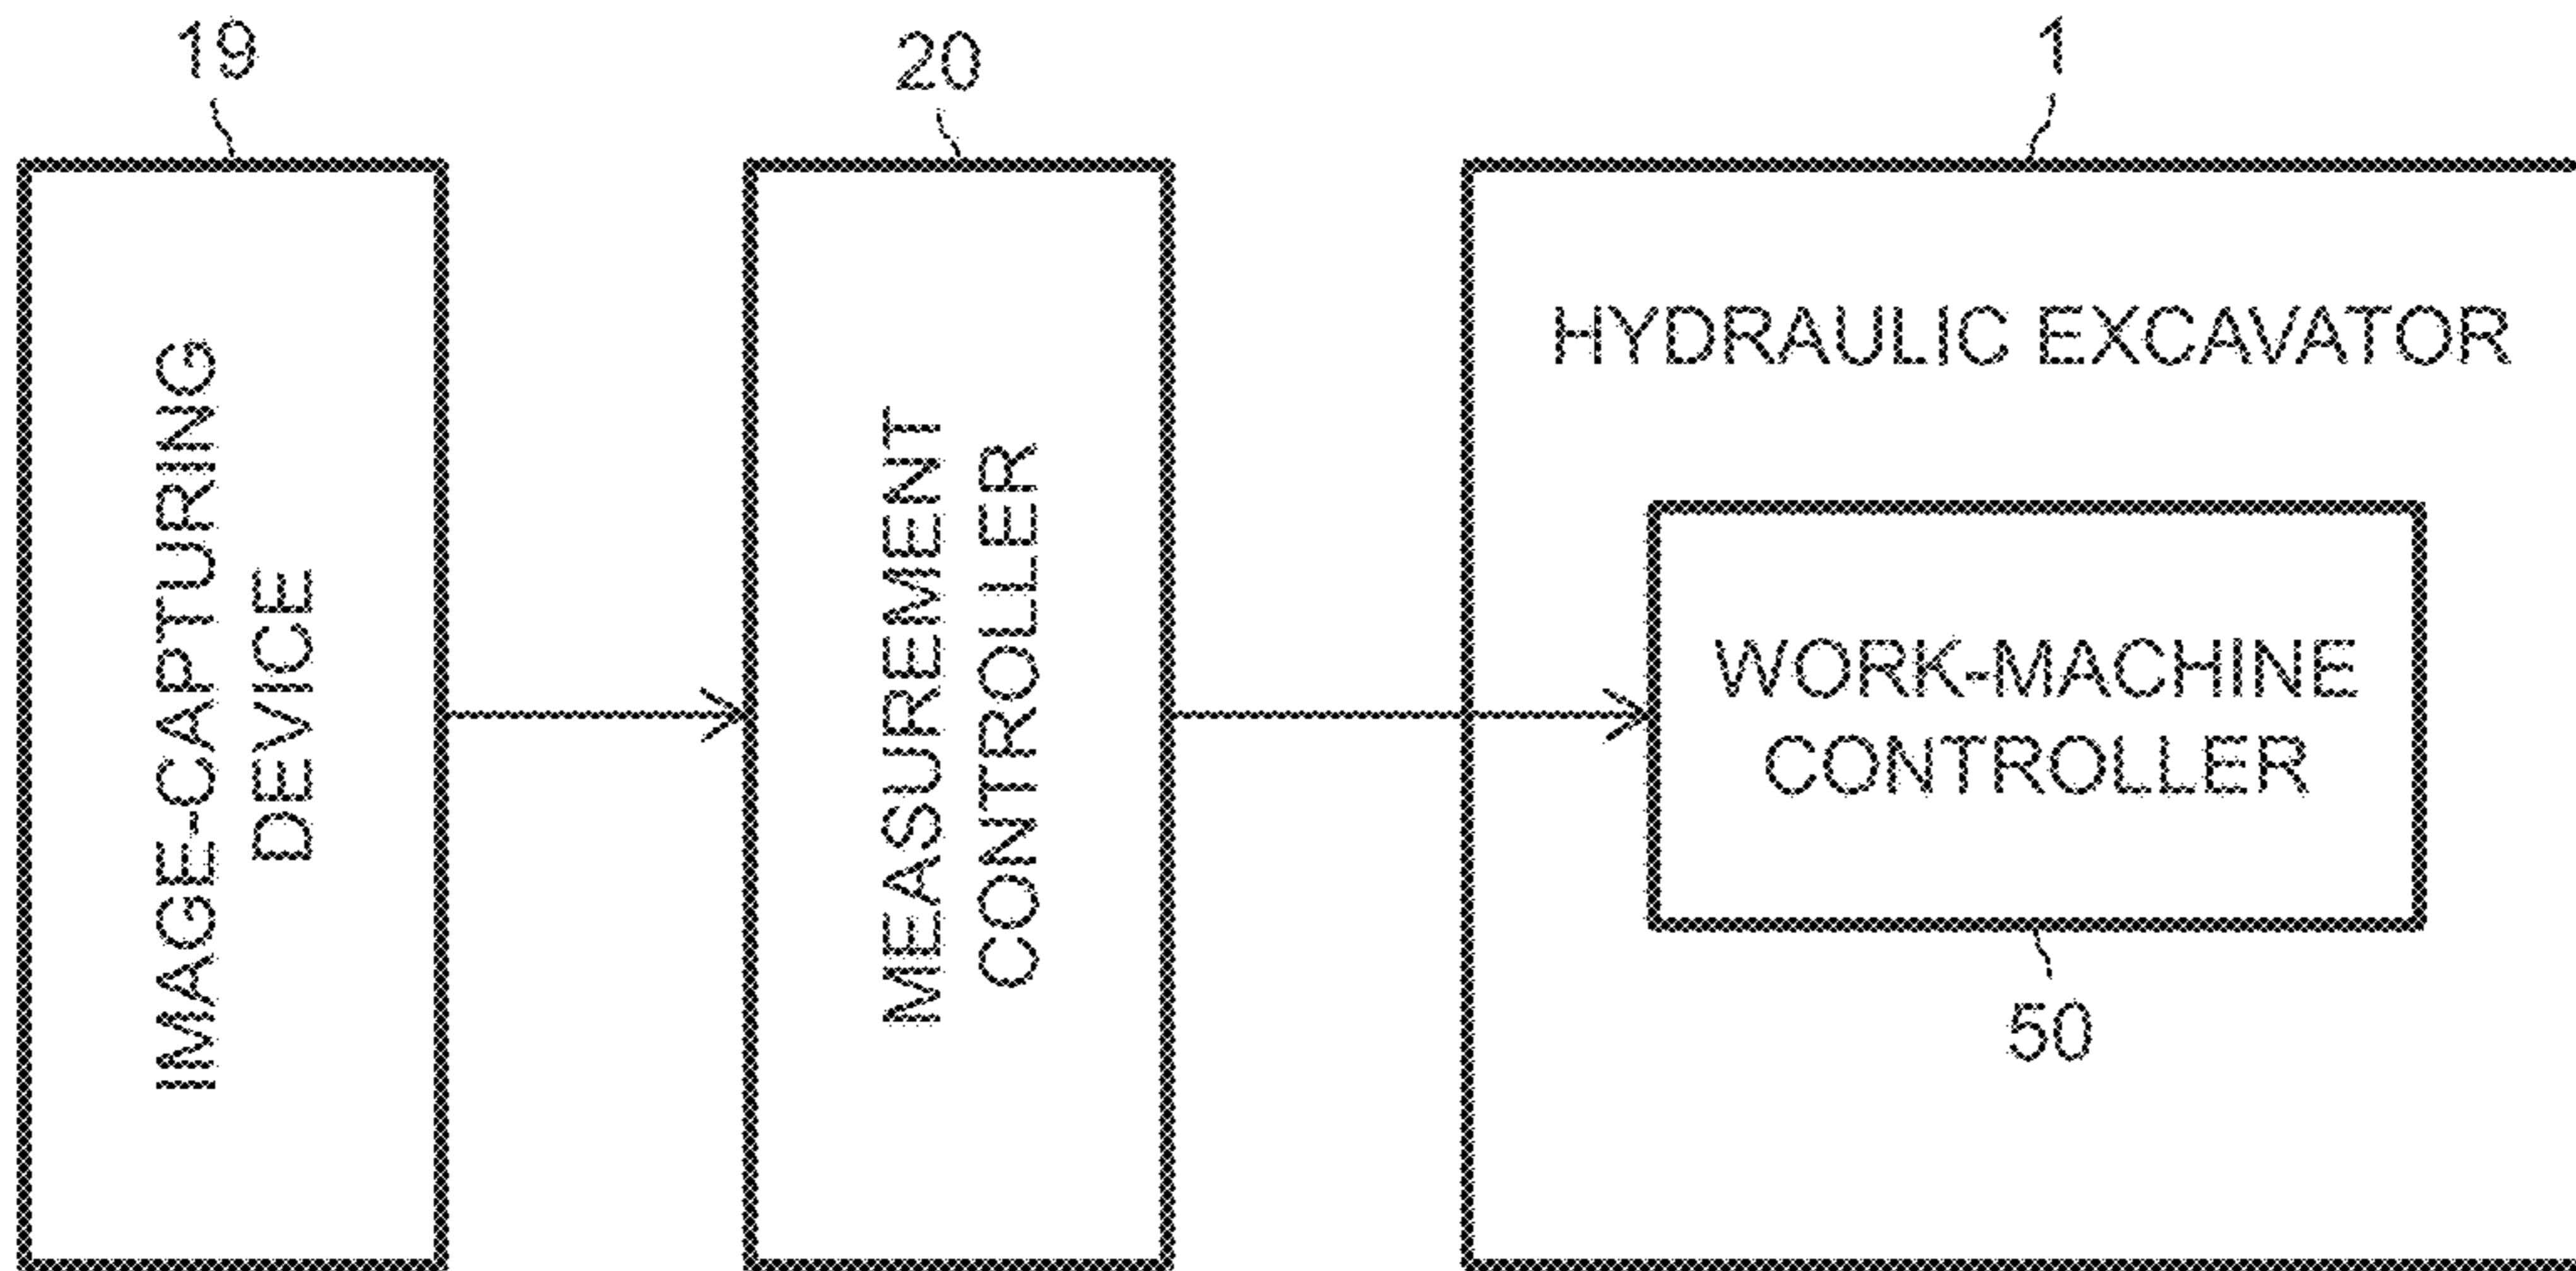 19
20
1
IMAGE-CAPTURING
DEVICE
MEASUREMENT
CONTROLLER
HYDRAULIC EXCAVATOR
WORK-MACHINE
CONTROLLER
50